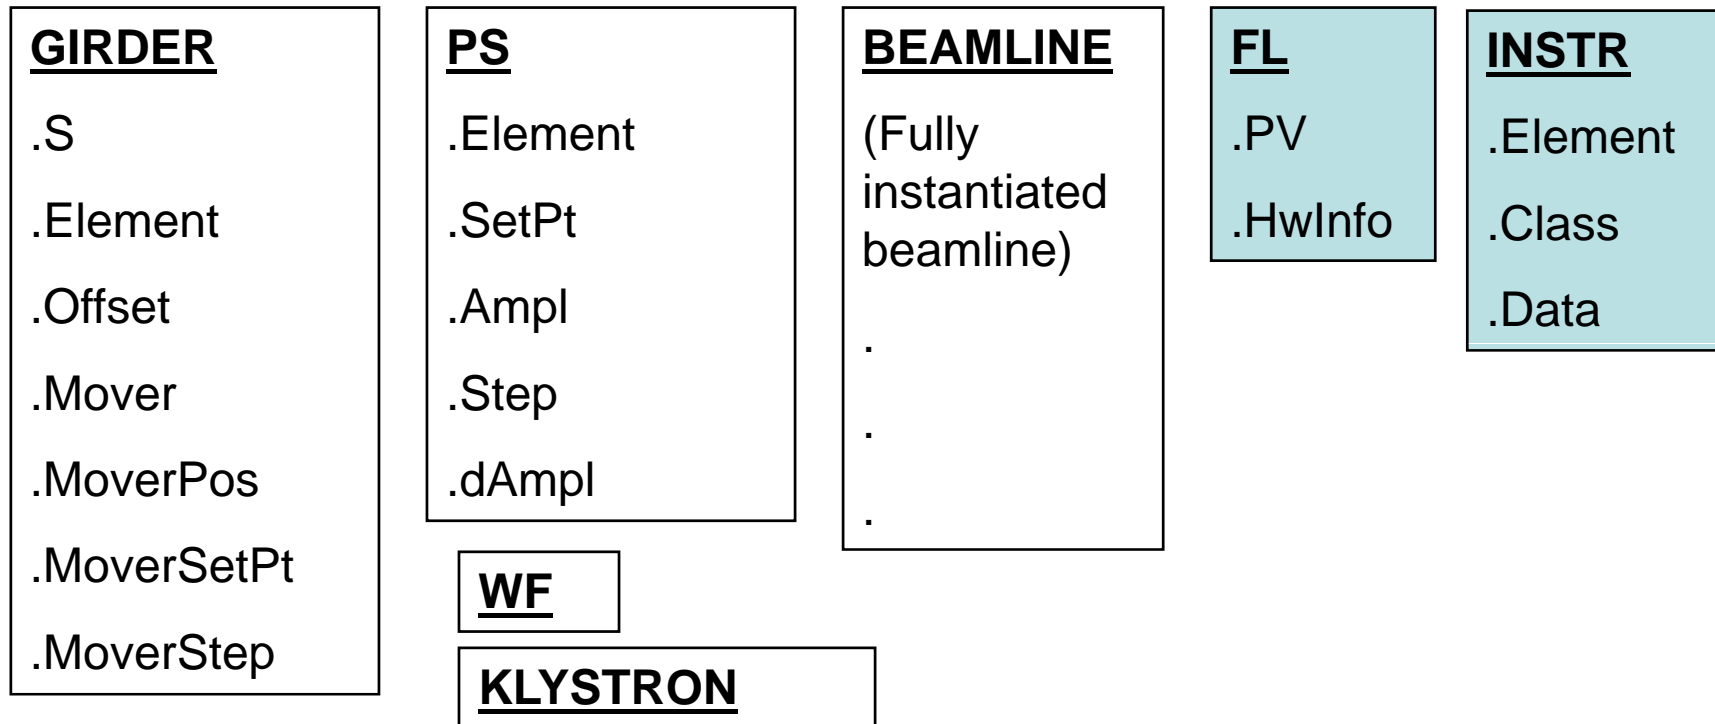 GIRDER
.S
.Element
.Offset
.Mover
.MoverPos
.MoverSetPt
.MoverStep
PS
.Element
.SetPt
.Ampl
.Step
.dAmpl
WF
KLYSTRON
BEAMLINE
(Fully
instantiated
beamline)
.
.
.
FL
.PV
.HwInfo
INSTR
.Element
.Class
.Data